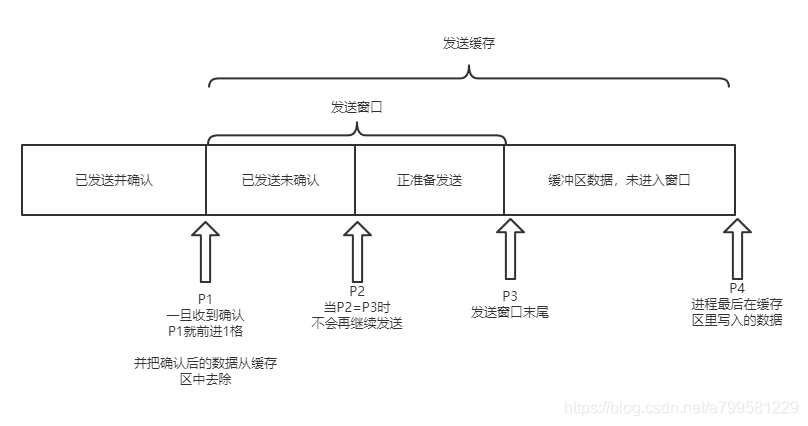 发送缓存
发送窗口
已发送并确认
已发送未确认
正准备发送
缓冲区数据，未进入窗口
P1
一旦收到确认
P1就前进1格
并把确认后的数据从缓存
区中去除
P2
当P2=P3时
不会再继续发送
P3
发送窗口末尾
P4
进程最后在缓存
区里写入的数据
https://blog.csdn.net/a799581229